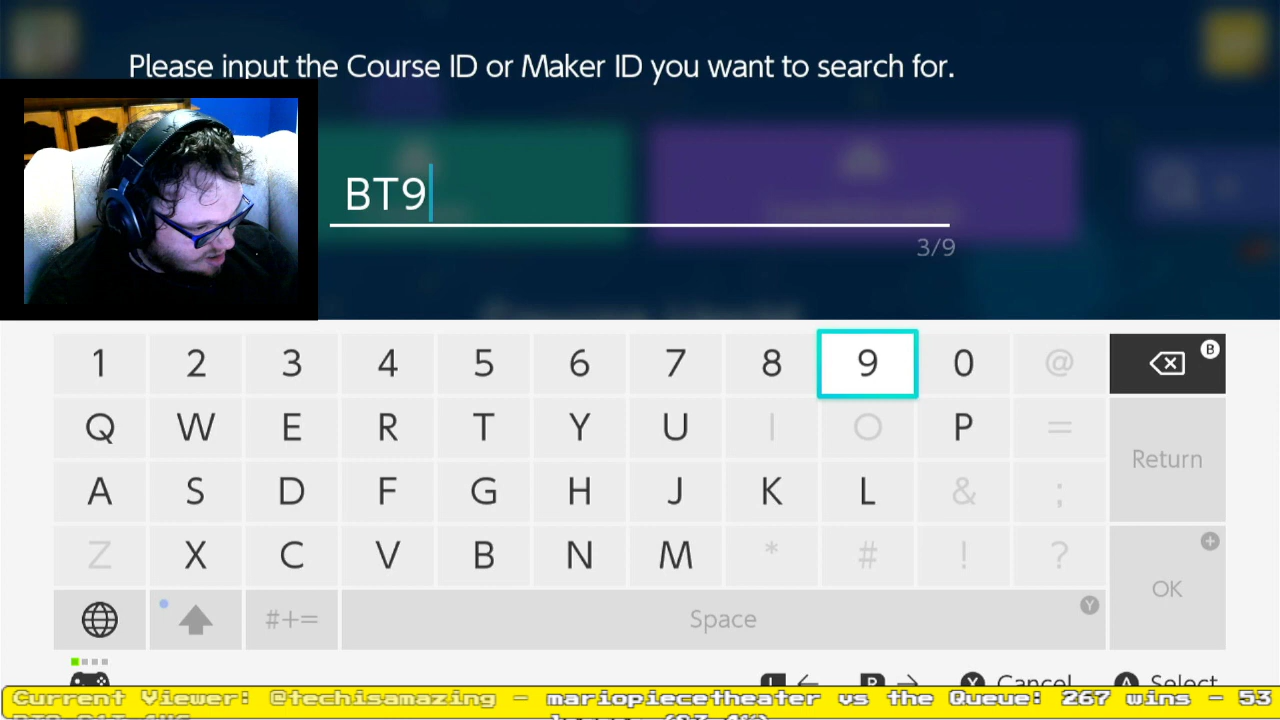 Please input the Course ID or Maker ID you want to search for.
BT9
3/9
1 2 3 4 5 6 7 8 9 0 @ B
Q W E R T Y U I O P = Return
A S D F G H J K L & ;
Z X C V B N M * # ! ? OK
#+= Space Y
L ← R → X Cancel A Select
Current Viewer: @techisamazing - mariopiecetheater vs the Queue: 267 wins - 53